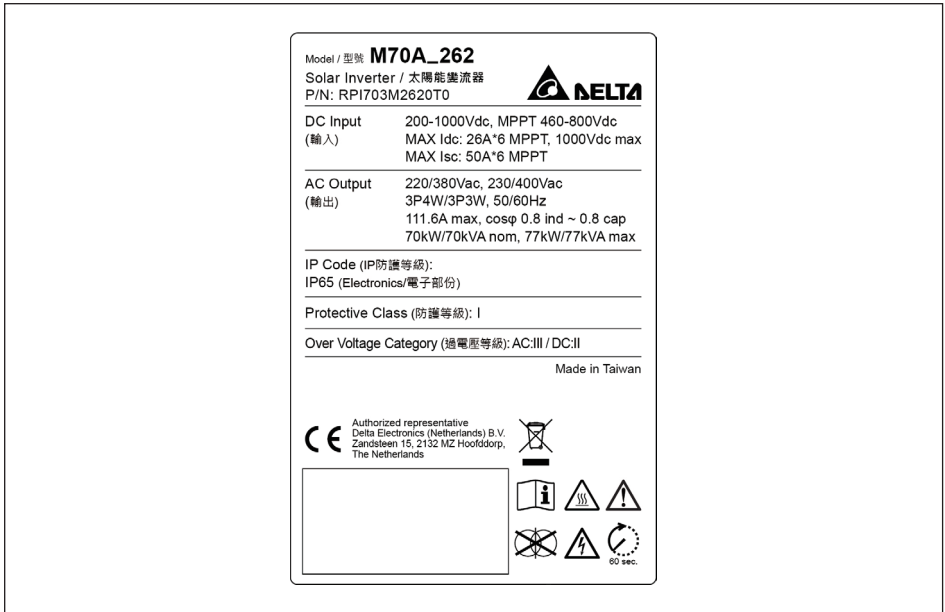 Model / 型號 M70A_262
Solar Inverter / 太陽能變流器
P/N: RPI703M2620T0
DELTA
DC Input
(輸入)
200-1000Vdc, MPPT 460-800Vdc
MAX Idc: 26A*6 MPPT, 1000Vdc max
MAX Isc: 50A*6 MPPT
AC Output
(輸出)
220/380Vac, 230/400Vac
3P4W/3P3W, 50/60Hz
111.6A max, cosφ 0.8 ind ~ 0.8 cap
70kW/70kVA nom, 77kW/77kVA max
IP Code (IP防護等級):
IP65 (Electronics/電子部份)
Protective Class (防護等級): I
Over Voltage Category (過電壓等級): AC:III / DC:II
Made in Taiwan
CE
Authorized representative
Delta Electronics (Netherlands) B.V.
Zandsteen 15, 2132 MZ Hoofddorp,
The Netherlands
i
60 sec.